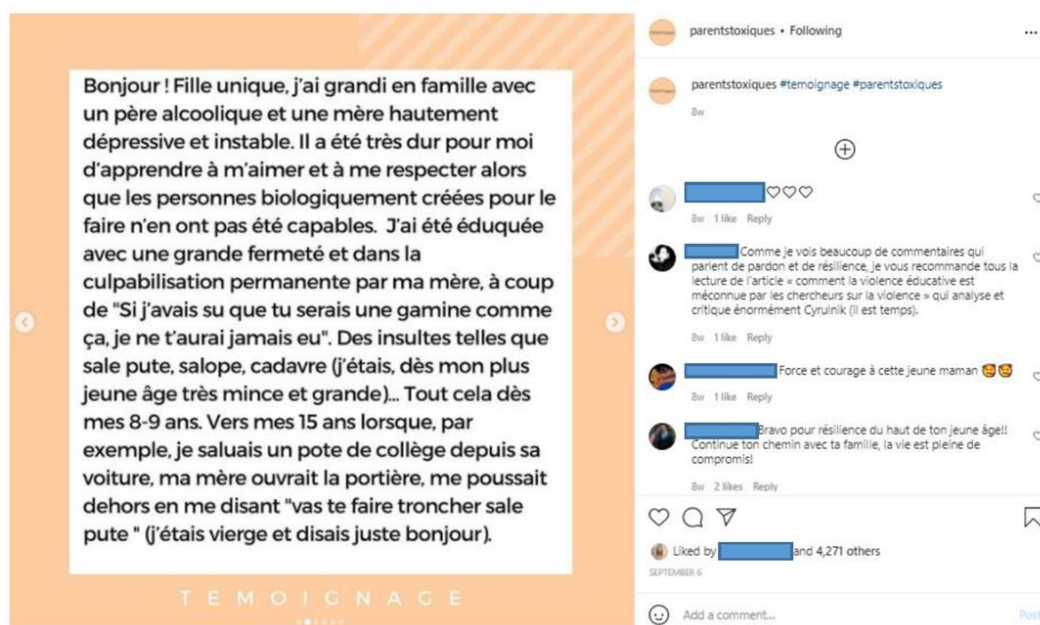 Bonjour ! Fille unique, j'ai grandi en famille avec
un père alcoolique et une mère hautement
dépressive et instable. Il a été très dur pour moi
d'apprendre à m'aimer et à me respecter alors
que les personnes biologiquement créées pour le
faire n'en ont pas été capables. J'ai été éduquée
avec une grande fermeté et dans la
culpabilisation permanente par ma mère, à coup
de "Si j'avais su que tu serais une gamine comme
ça, je ne t'aurai jamais eu". Des insultes telles que
sale pute, salope, cadavre (j'étais, dès mon plus
jeune âge très mince et grande)... Tout cela dès
mes 8-9 ans. Vers mes 15 ans lorsque, par
exemple, je saluais un pote de collège depuis sa
voiture, ma mère ouvrait la portière, me poussait
dehors en me disant "vas te faire troncher sale
pute " (j'étais vierge et disais juste bonjour).
TEMOIGNAGE
parentstoxiques • Following
parentstoxiques #temoignage #parentstoxiques
8w
8w 1 like Reply
Comme je vois beaucoup de commentaires qui
parlent de pardon et de résilience, je vous recommande tous la
lecture de l'article « comment la violence éducative est
méconnue par les chercheurs sur la violence » qui analyse et
critique énormément Cyrulnik (il est temps).
8w 1 like Reply
Force et courage à cette jeune maman 🥰🥰
8w 1 like Reply
Bravo pour résilience du haut de ton jeune âge!!
Continue ton chemin avec ta famille, la vie est pleine de
compromis!
8w 2 likes Reply
Liked by and 4,271 others
SEPTEMBER 6
Add a comment...
Post